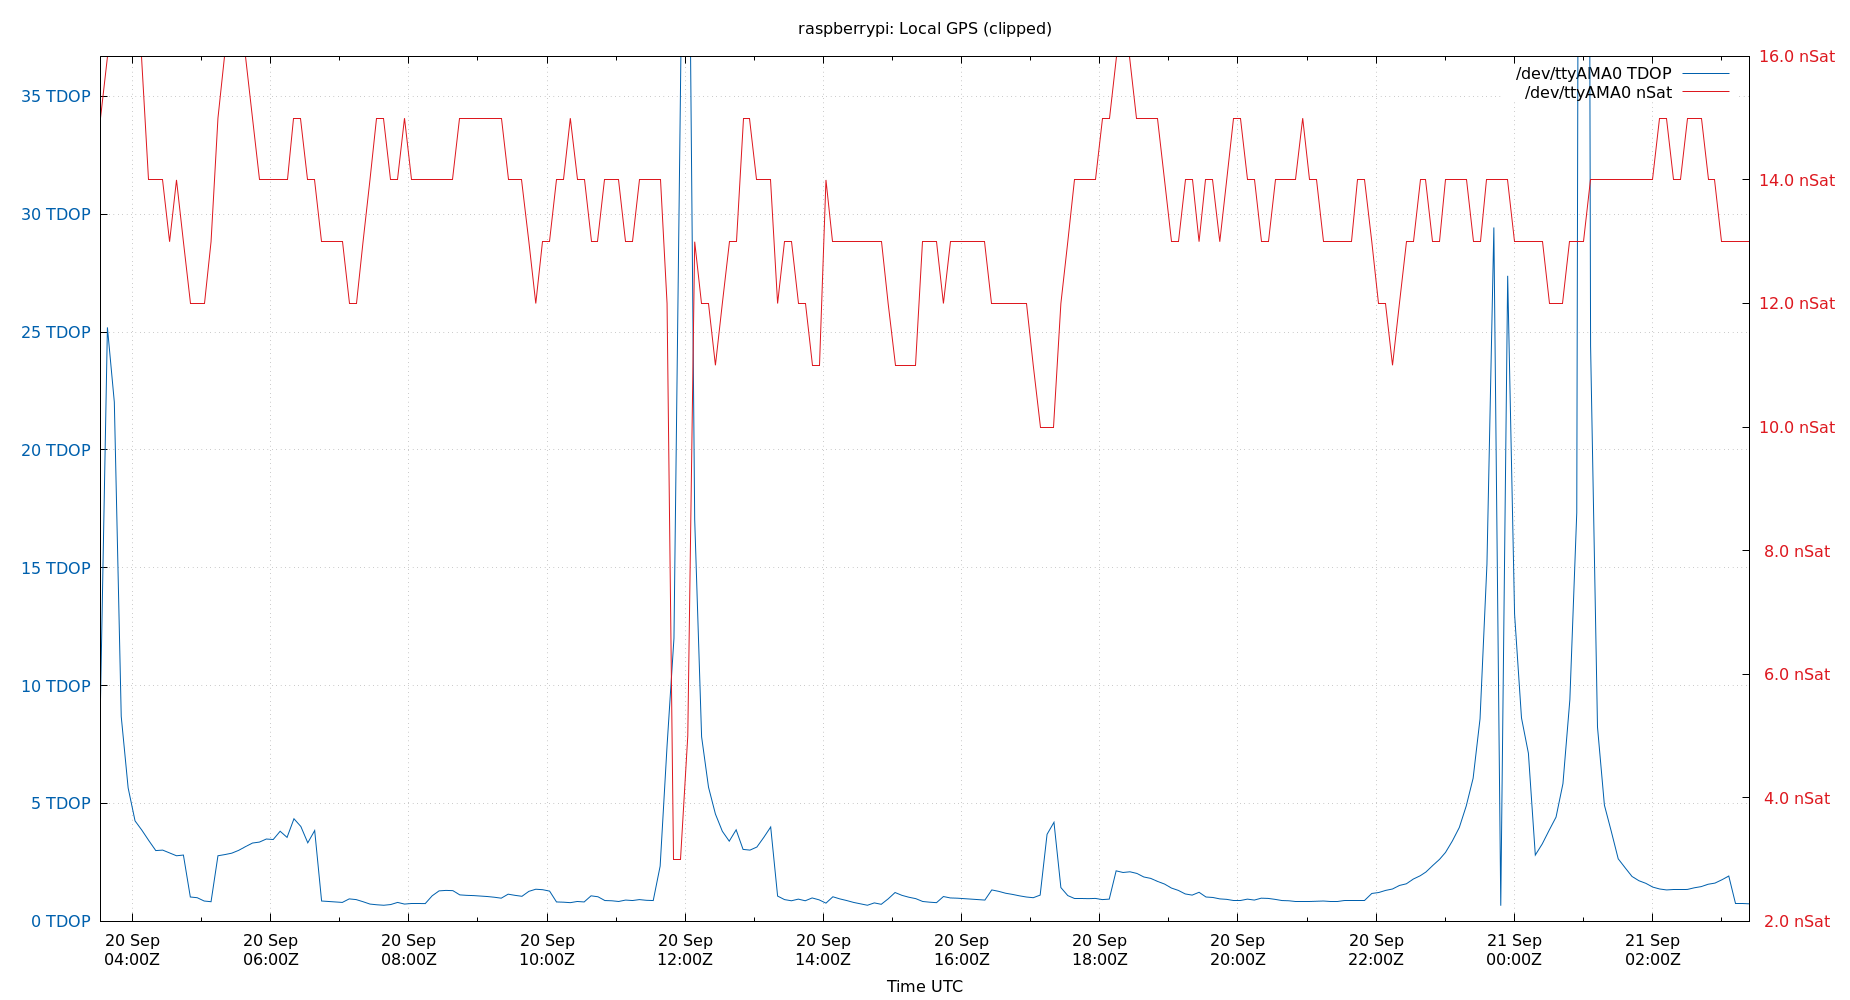 raspberrypi: Local GPS (clipped)
/dev/ttyAMA0 TDOP
/dev/ttyAMA0 nSat
35 TDOP
30 TDOP
25 TDOP
20 TDOP
15 TDOP
10 TDOP
5 TDOP
0 TDOP
16.0 nSat
14.0 nSat
12.0 nSat
10.0 nSat
8.0 nSat
6.0 nSat
4.0 nSat
2.0 nSat
20 Sep 20 Sep 20 Sep 20 Sep 20 Sep 20 Sep 20 Sep 20 Sep 20 Sep 20 Sep 21 Sep 21 Sep
04:00Z 06:00Z 08:00Z 10:00Z 12:00Z 14:00Z 16:00Z 18:00Z 20:00Z 22:00Z 00:00Z 02:00Z
Time UTC